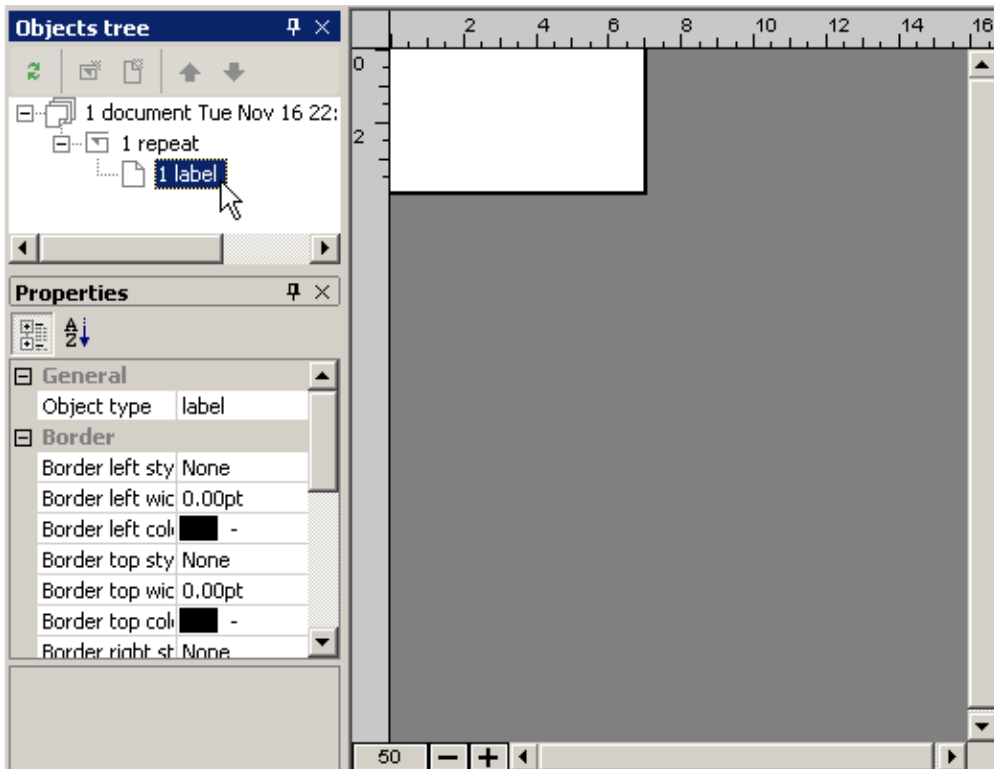 Objects tree
1 document Tue Nov 16 22:
1 repeat
1 label
Properties
A
Z
General
Object type label
Border
Border left sty None
Border left wic 0.00pt
Border left col -
Border top sty None
Border top wic 0.00pt
Border top col -
Border right st None
2 4 6 8 10 12 14 16
0
2
50